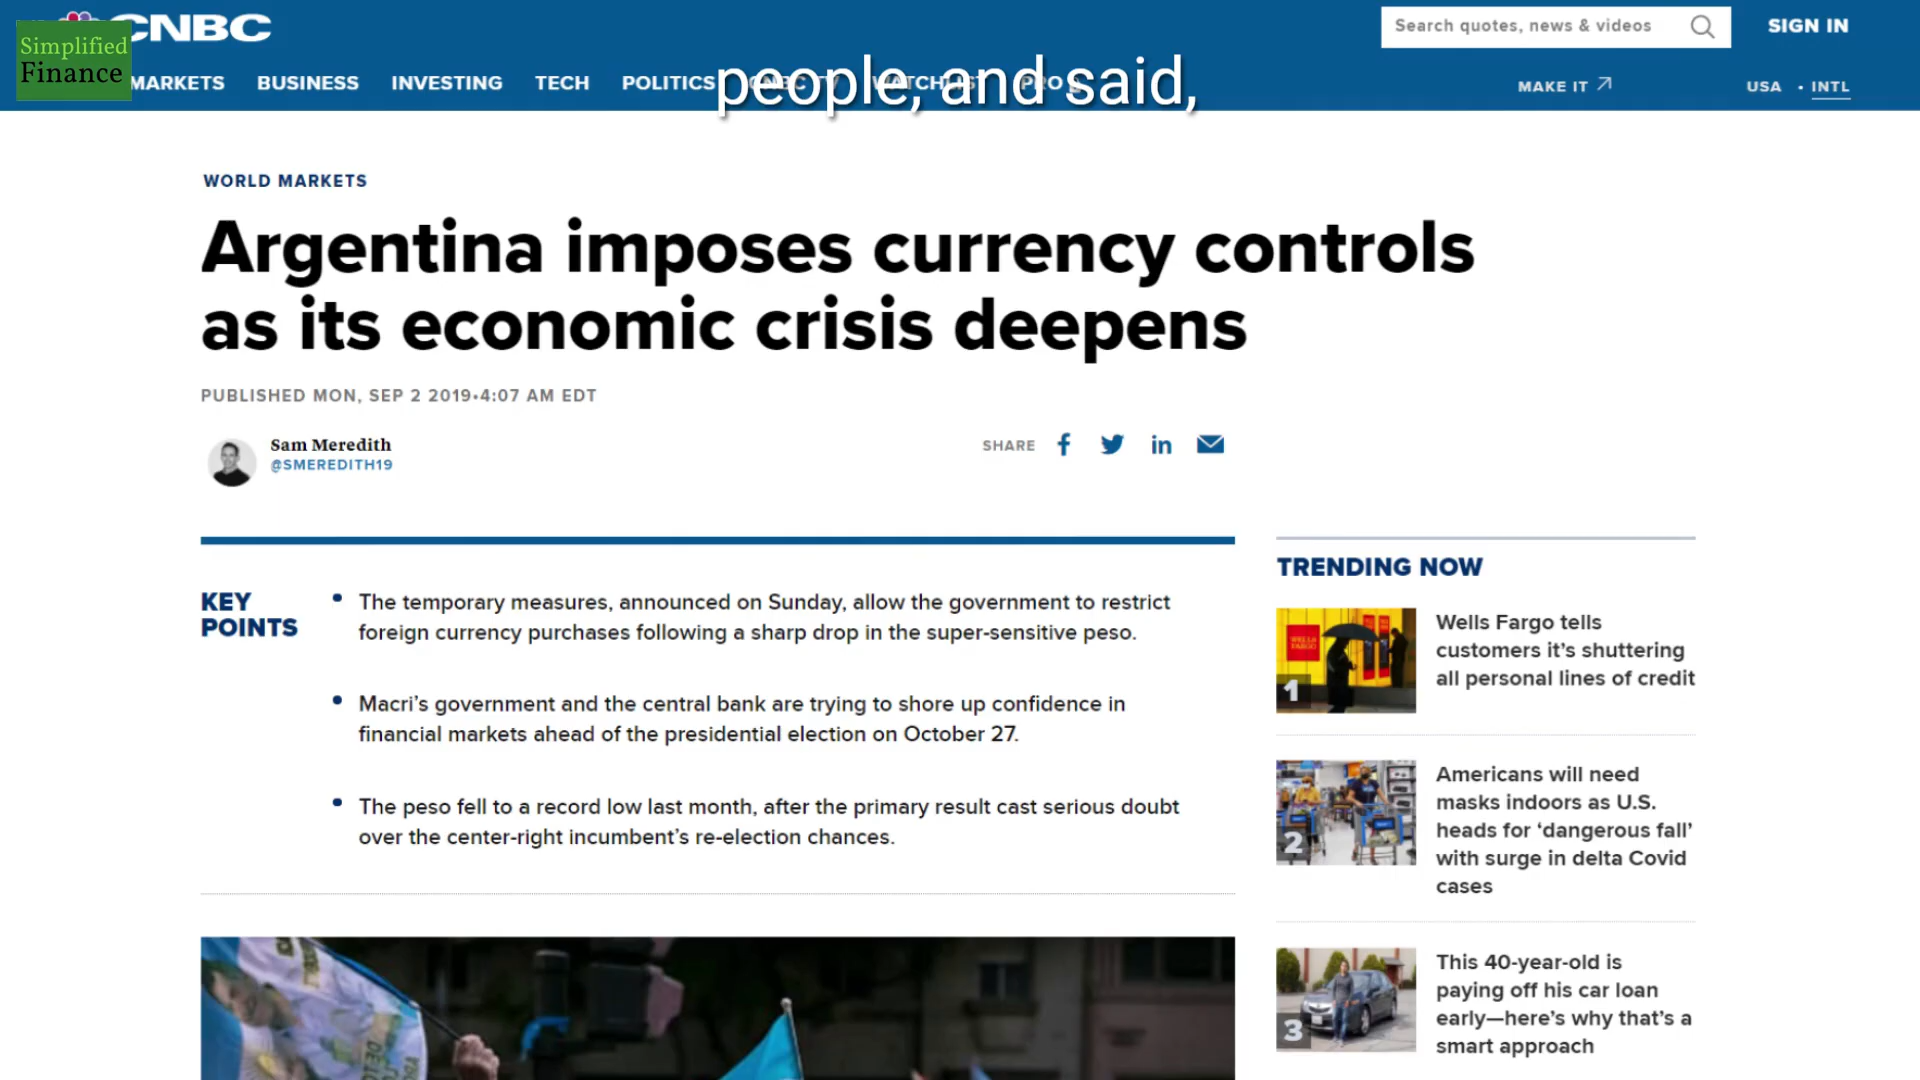 CNBC
Simplified
Finance
Search quotes, news & videos
SIGN IN
MARKETS BUSINESS INVESTING TECH POLITICS CNBC TV WATCHLIST PRO
people, and said,
MAKE IT
USA • INTL
WORLD MARKETS
Argentina imposes currency controls
as its economic crisis deepens
PUBLISHED MON, SEP 2 2019•4:07 AM EDT
Sam Meredith
@SMEREDITH19
SHARE
KEY
POINTS
• The temporary measures, announced on Sunday, allow the government to restrict
foreign currency purchases following a sharp drop in the super-sensitive peso.
• Macri’s government and the central bank are trying to shore up confidence in
financial markets ahead of the presidential election on October 27.
• The peso fell to a record low last month, after the primary result cast serious doubt
over the center-right incumbent’s re-election chances.
TRENDING NOW
WELLS
FARGO
1
Wells Fargo tells
customers it’s shuttering
all personal lines of credit
2
Americans will need
masks indoors as U.S.
heads for ‘dangerous fall’
with surge in delta Covid
cases
3
This 40-year-old is
paying off his car loan
early—here’s why that’s a
smart approach